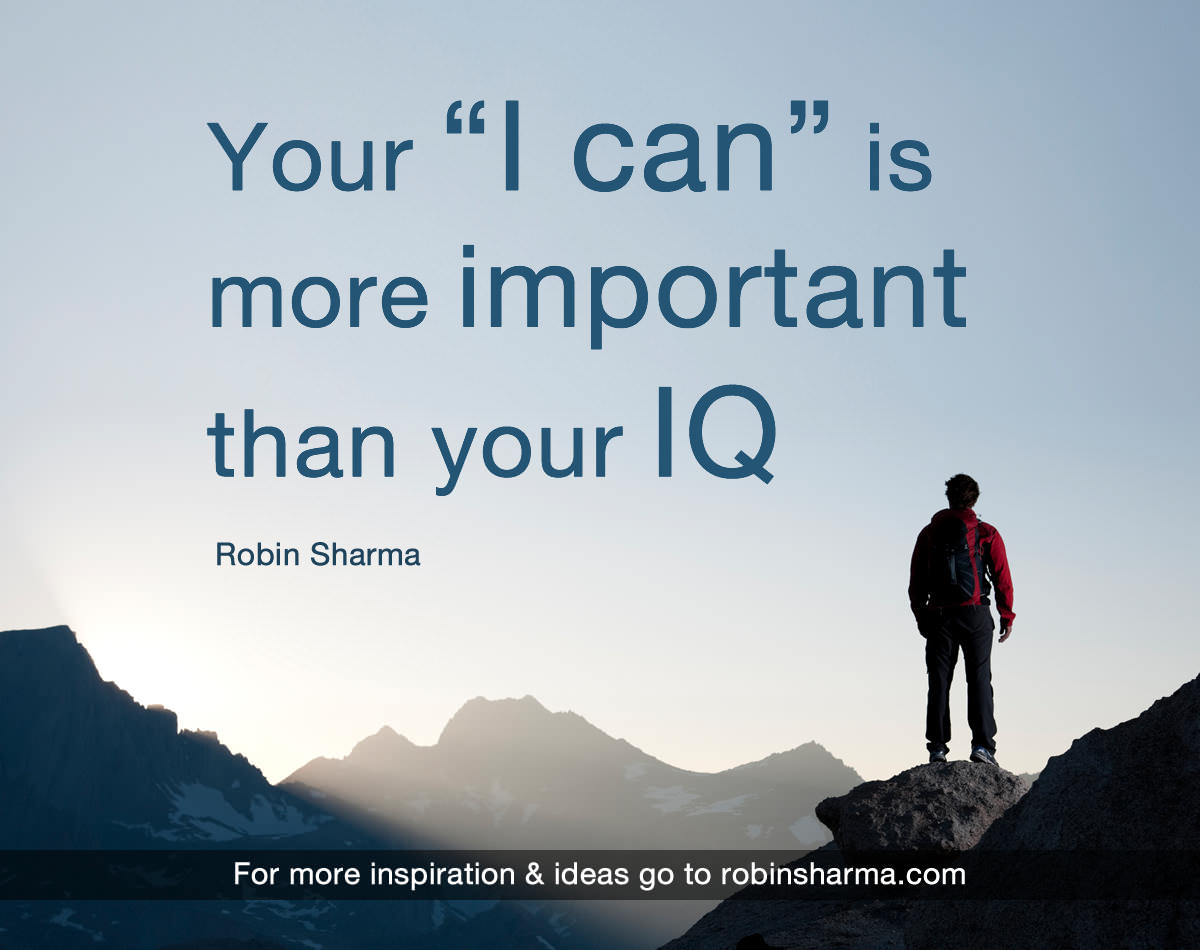 Your “I can” is
more important
than your IQ
Robin Sharma
For more inspiration & ideas go to robinsharma.com